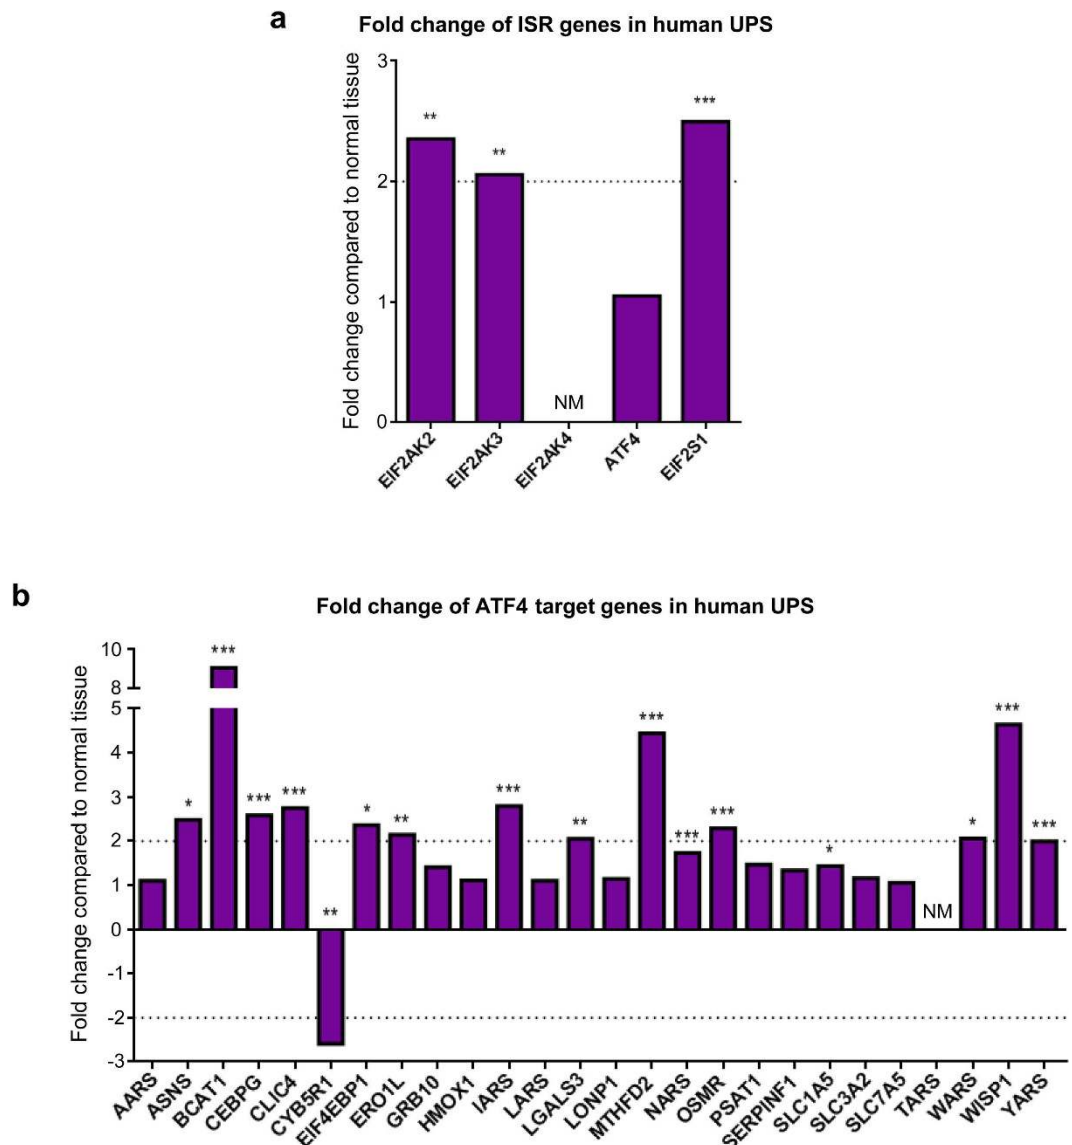 a
Fold change of ISR genes in human UPS
Fold change compared to normal tissue
3
2
1
0
**
**
NM
***
EIF2AK2
EIF2AK3
EIF2AK4
ATF4
EIF2S1
b
Fold change of ATF4 target genes in human UPS
Fold change compared to normal tissue
10
8
5
4
3
2
1
0
-1
-2
-3
*
***
***
***
**
*
**
***
**
***
***
***
*
NM
*
***
***
AARS
ASNS
BCAT1
CEBPG
CLIC4
CYB5R1
EIF4EBP1
ERO1L
GRB10
HMOX1
IARS
LARS
LGALS3
LONP1
MTHFD2
NARS
OSMR
PSAT1
SERPINF1
SLC1A5
SLC3A2
SLC7A5
TARS
WARS
WISP1
YARS